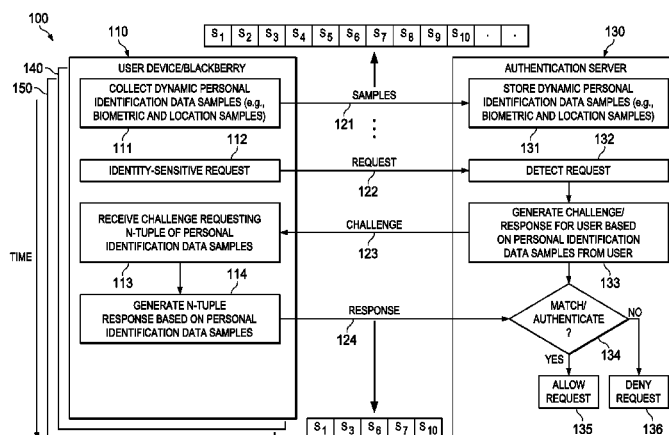 100
110
S1 S2 S3 S4 S5 S6 S7 S8 S9 S10 . .
130
140
150
USER DEVICE/BLACKBERRY
COLLECT DYNAMIC PERSONAL
IDENTIFICATION DATA SAMPLES (e.g.,
BIOMETRIC AND LOCATION SAMPLES)
111
112
IDENTITY-SENSITIVE REQUEST
RECEIVE CHALLENGE REQUESTING
N-TUPLE OF PERSONAL
IDENTIFICATION DATA SAMPLES
113
114
GENERATE N-TUPLE
RESPONSE BASED ON PERSONAL
IDENTIFICATION DATA SAMPLES
TIME
SAMPLES
121
REQUEST
122
CHALLENGE
123
RESPONSE
124
AUTHENTICATION SERVER
STORE DYNAMIC PERSONAL
IDENTIFICATION DATA SAMPLES (e.g.,
BIOMETRIC AND LOCATION SAMPLES)
131
132
DETECT REQUEST
GENERATE CHALLENGE/
RESPONSE FOR USER BASED
ON PERSONAL IDENTIFICATION
DATA SAMPLES FROM USER
133
MATCH/
AUTHENTICATE
?
NO
YES
134
ALLOW
REQUEST
DENY
REQUEST
135
136
S1 S3 S6 S7 S10